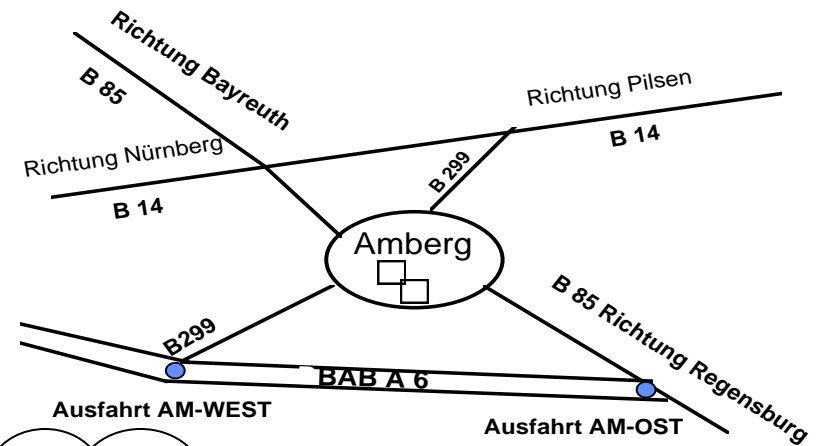 Richtung Bayreuth
B 85
Richtung Pilsen
B 14
Richtung Nürnberg
B 14
B 299
Amberg
B 85 Richtung Regensburg
B299
BAB A 6
Ausfahrt AM-WEST
Ausfahrt AM-OST